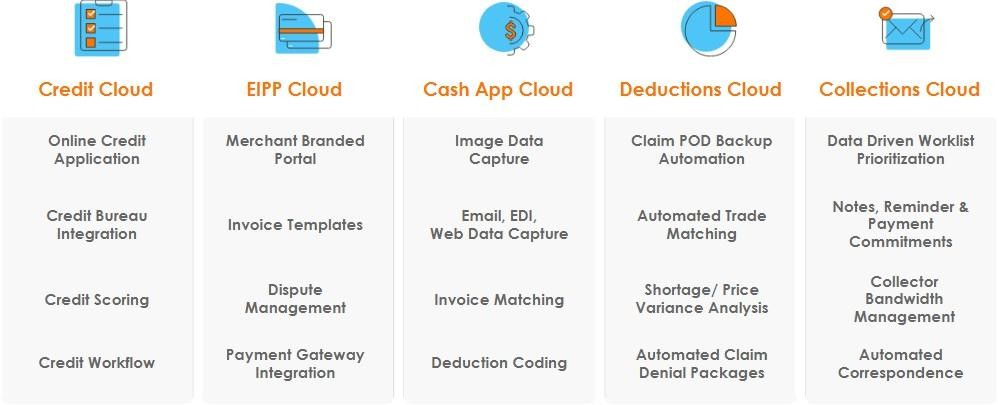 Credit Cloud
Online Credit
Application
Credit Bureau
Integration
Credit Scoring
Credit Workflow
EIPP Cloud
Merchant Branded
Portal
Invoice Templates
Dispute
Management
Payment Gateway
Integration
Cash App Cloud
Image Data
Capture
Email, EDI,
Web Data Capture
Invoice Matching
Deduction Coding
Deductions Cloud
Claim POD Backup
Automation
Automated Trade
Matching
Shortage/ Price
Variance Analysis
Automated Claim
Denial Packages
Collections Cloud
Data Driven Worklist
Prioritization
Notes, Reminder &
Payment
Commitments
Collector
Bandwidth
Management
Automated
Correspondence